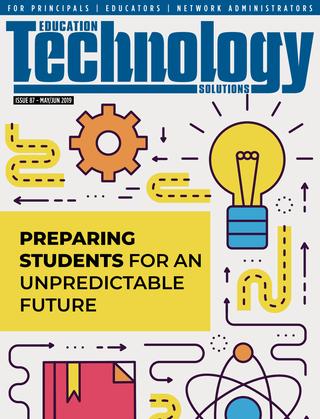 FOR PRINCIPALS | EDUCATORS | NETWORK ADMINISTRATORS
EDUCATION
Technology
SOLUTIONS
ISSUE 87 - MAY/JUN 2019
PREPARING
STUDENTS FOR AN
UNPREDICTABLE
FUTURE